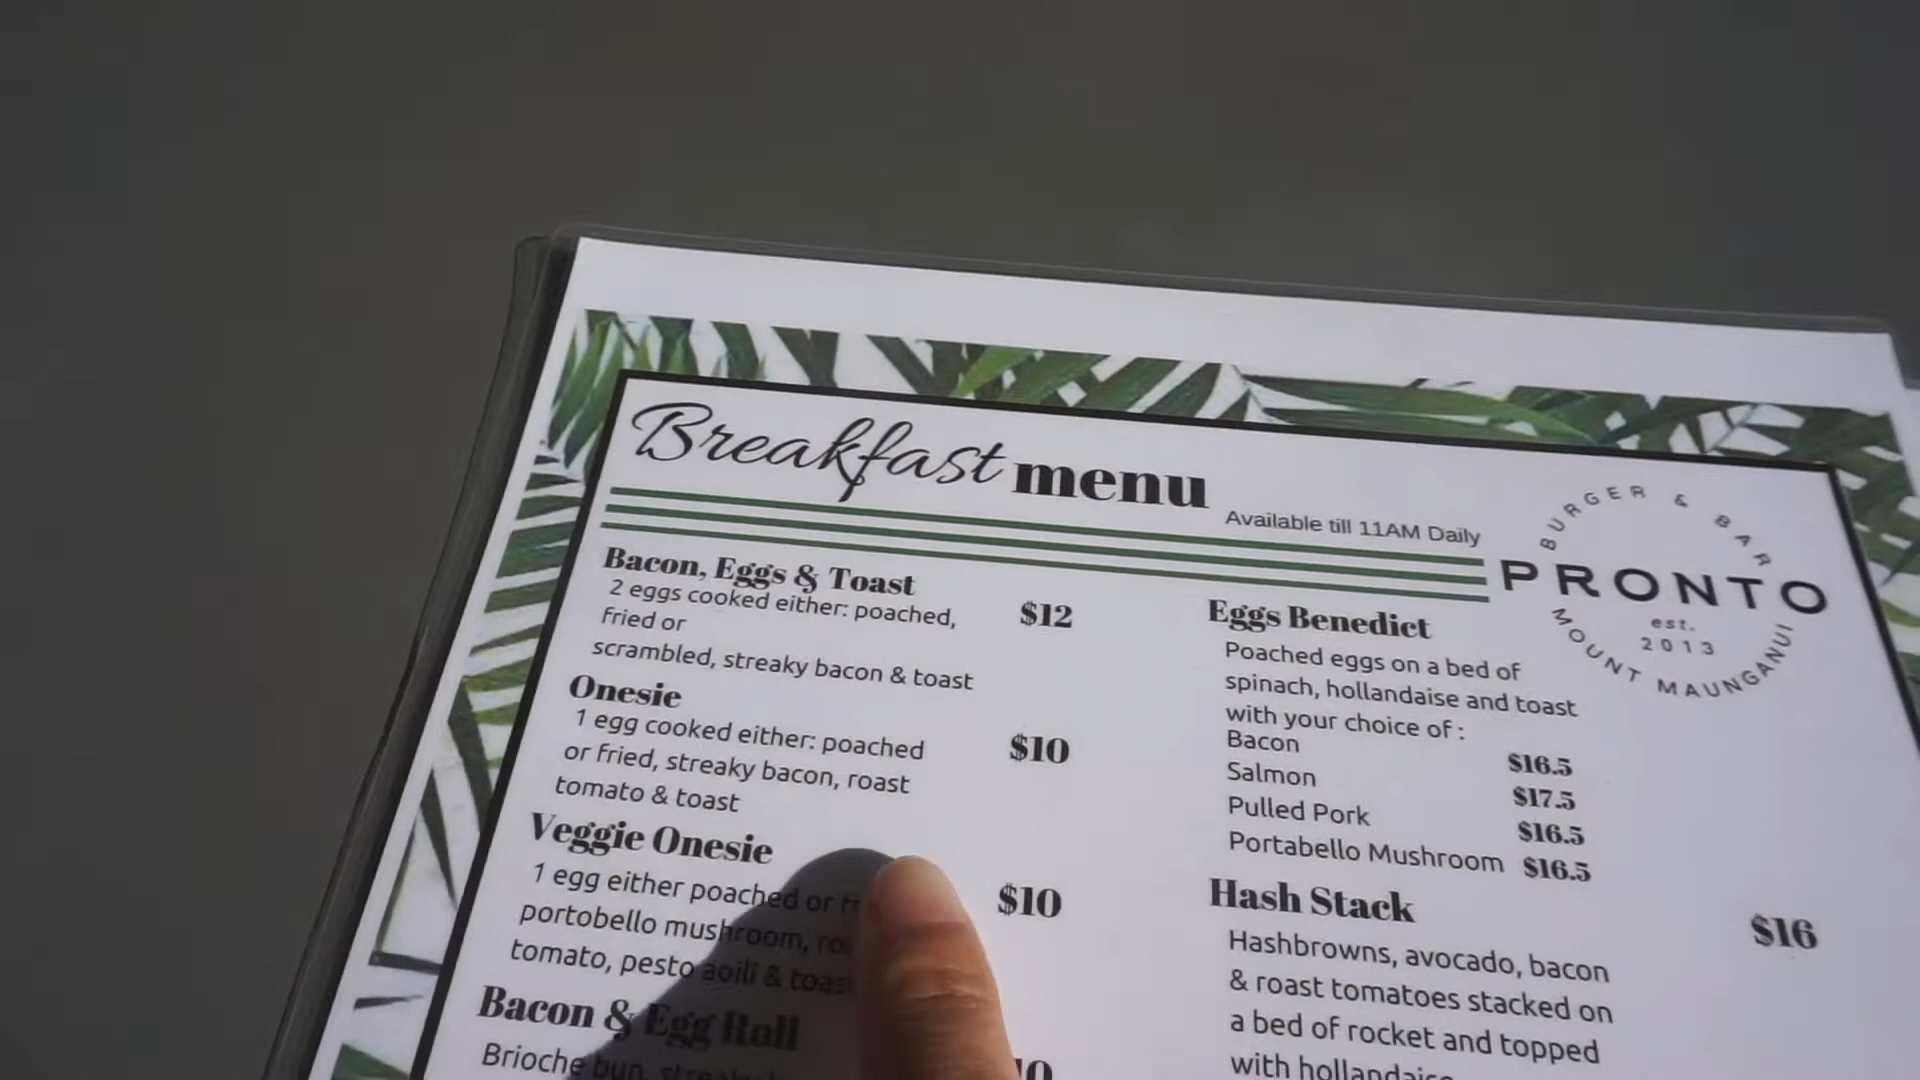 Breakfast menu
Available till 11AM Daily
BURGER & BAR
PRONTO
est.
2013
MOUNT MAUNGANUI
Bacon, Eggs & Toast
2 eggs cooked either: poached, $12
fried or
scrambled, streaky bacon & toast
Onesie
1 egg cooked either: poached
or fried, streaky bacon, roast $10
tomato & toast
Veggie Onesie
1 egg either poached or $10
portobello mushroom,
tomato, pesto aoili &
Bacon & Egg Roll
Brioche bun,
Eggs Benedict
Poached eggs on a bed of
spinach, hollandaise and toast
with your choice of :
Bacon $16.5
Salmon $17.5
Pulled Pork $16.5
Portabello Mushroom $16.5
Hash Stack $16
Hashbrowns, avocado, bacon
& roast tomatoes stacked on
a bed of rocket and topped
with